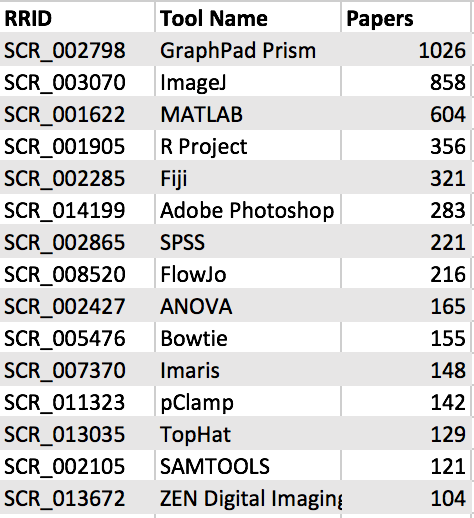 RRID Tool Name Papers
SCR_002798 GraphPad Prism 1026
SCR_003070 ImageJ 858
SCR_001622 MATLAB 604
SCR_001905 R Project 356
SCR_002285 Fiji 321
SCR_014199 Adobe Photoshop 283
SCR_002865 SPSS 221
SCR_008520 FlowJo 216
SCR_002427 ANOVA 165
SCR_005476 Bowtie 155
SCR_007370 Imaris 148
SCR_011323 pClamp 142
SCR_013035 TopHat 129
SCR_002105 SAMTOOLS 121
SCR_013672 ZEN Digital Imaging 104